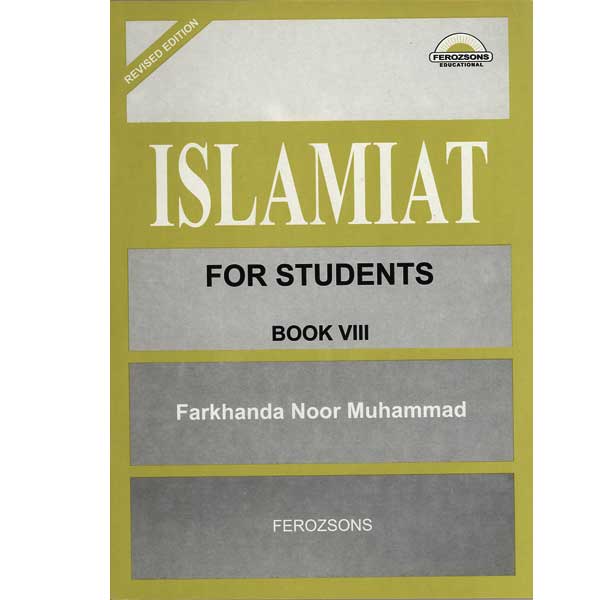 REVISED EDITION
FEROZSONS
EDUCATIONAL
ISLAMIAT
FOR STUDENTS
BOOK VIII
Farkhanda Noor Muhammad
FEROZSONS